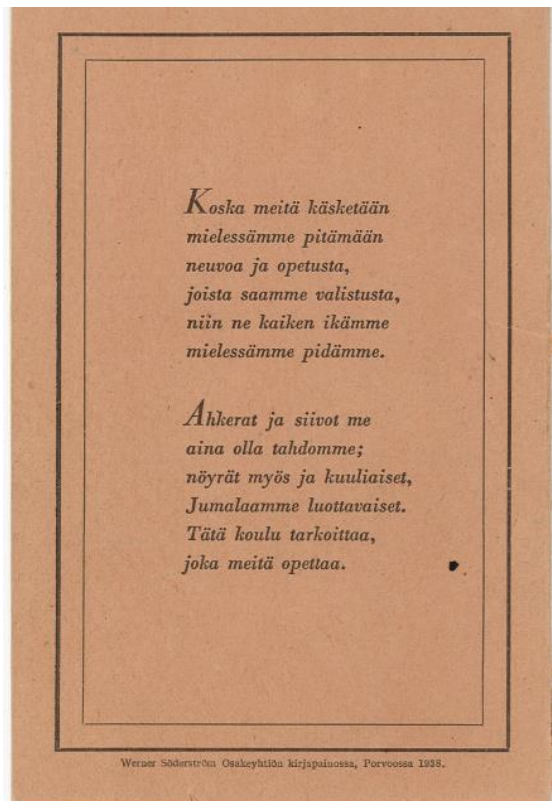 Koska meitä käsketään
mielessämme pitämään
neuvoa ja opetusta,
joista saamme valistusta,
niin ne kaiken ikämme
mielessämme pidämme.
Ahkerat ja siivot me
aina olla tahdomme;
nöyrät myös ja kuuliaiset,
Jumalaamme luottavaiset.
Tätä koulu tarkoittaa,
joka meitä opettaa.
Werner Söderström Osakeyhtiön kirjapainossa, Porvoossa 1938.